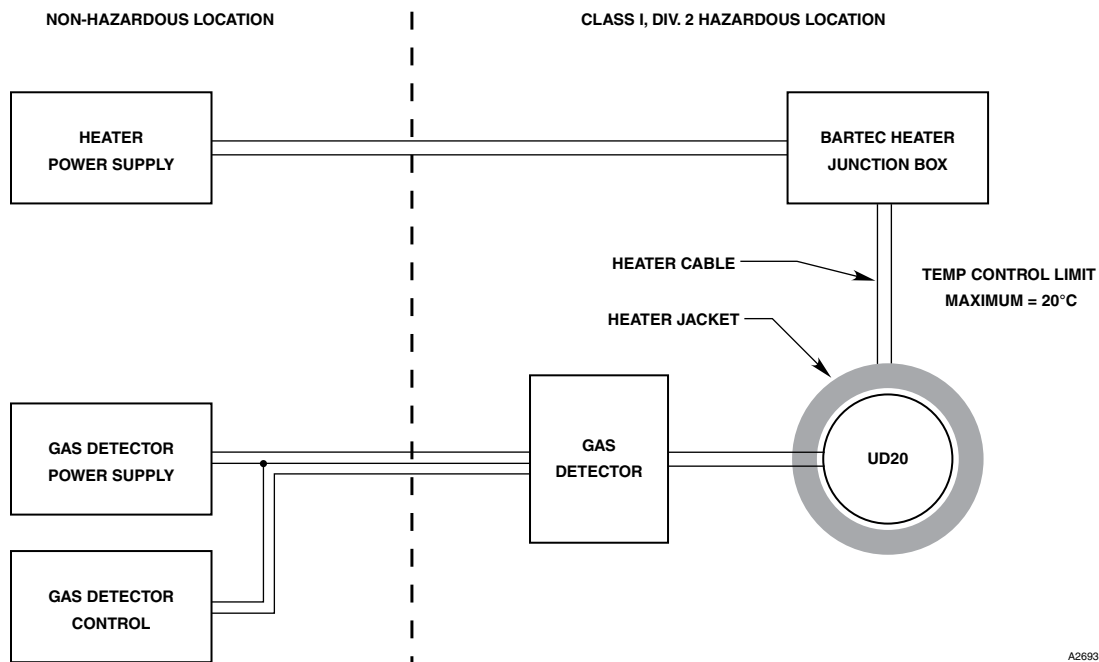 NON-HAZARDOUS LOCATION
CLASS I, DIV. 2 HAZARDOUS LOCATION
HEATER
POWER SUPPLY
BARTEC HEATER
JUNCTION BOX
HEATER CABLE
TEMP CONTROL LIMIT
MAXIMUM = 20°C
HEATER JACKET
GAS DETECTOR
POWER SUPPLY
GAS
DETECTOR
UD20
GAS DETECTOR
CONTROL
A2693